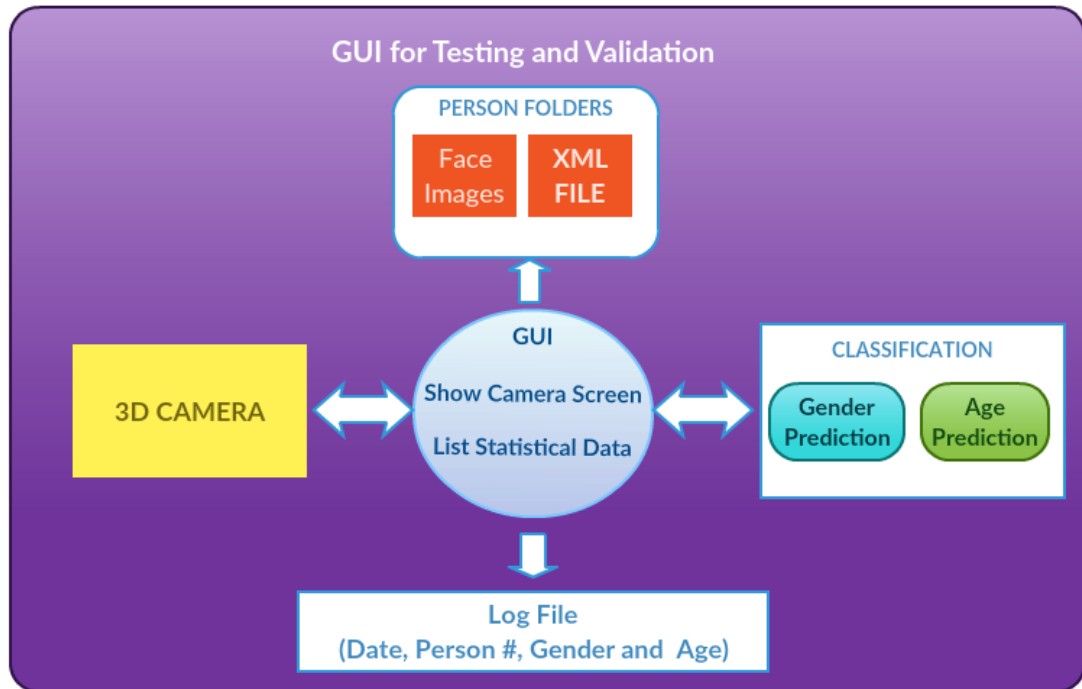 GUI for Testing and Validation
PERSON FOLDERS
Face
Images
XML
FILE
GUI
Show Camera Screen
List Statistical Data
3D CAMERA
CLASSIFICATION
Gender
Prediction
Age
Prediction
Log File
(Date, Person #, Gender and Age)